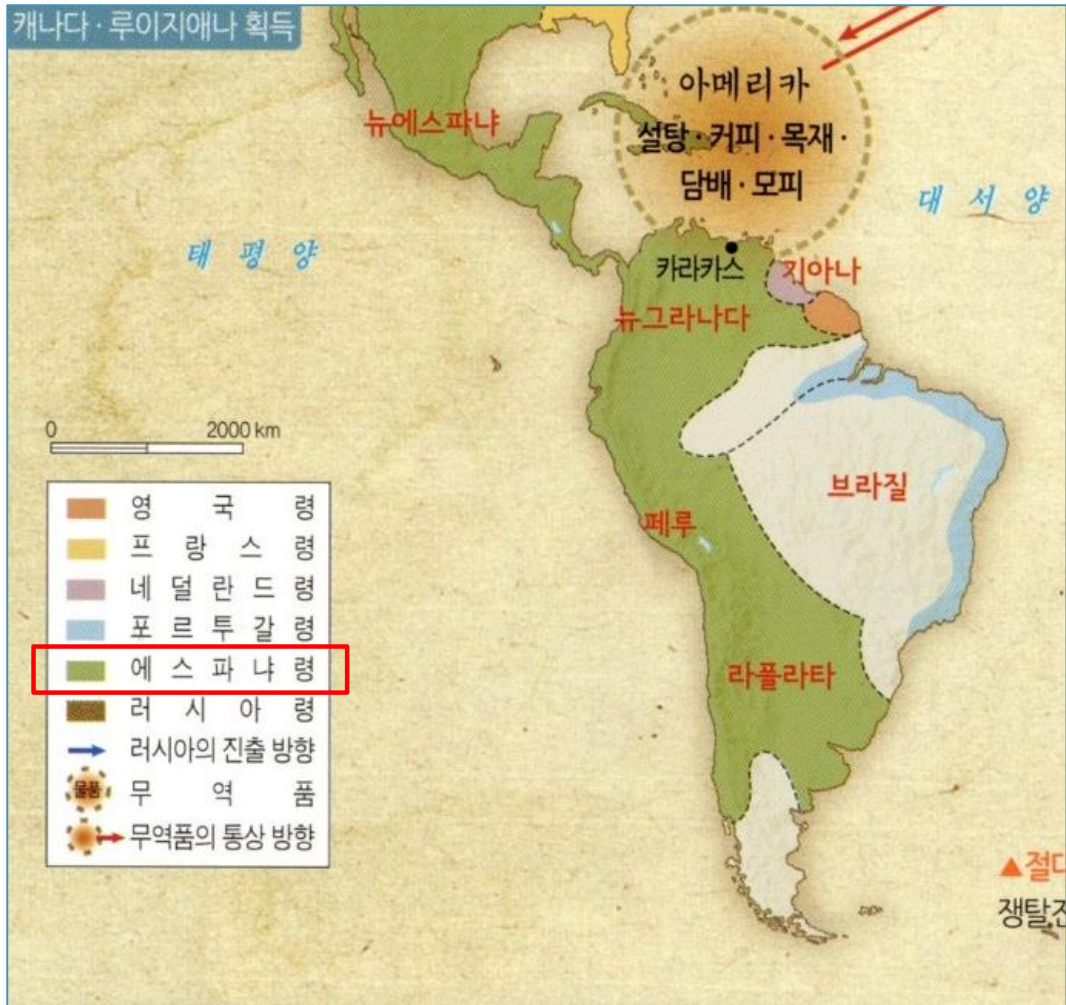 캐나다·루이지애나 획득
아메리카
설탕·커피·목재·
담배·모피
뉴에스파냐
대서양
태평양
카라카스
기아나
뉴그라나다
0 2000 km
브라질
페루
라플라타
영국령
프랑스령
네덜란드령
포르투갈령
에스파냐령
러시아령
러시아의 진출 방향
물품 무역품
무역품의 통상 방향
▲절대
쟁탈전